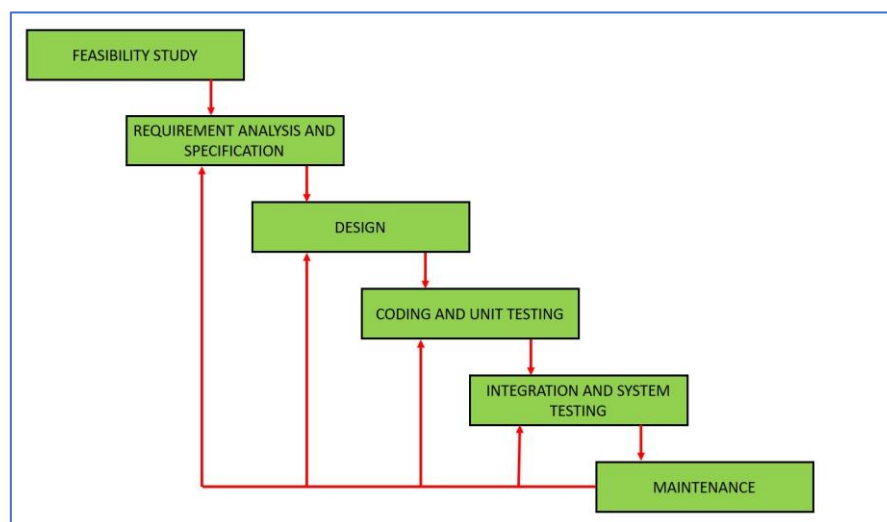 FEASIBILITY STUDY
REQUIREMENT ANALYSIS AND
SPECIFICATION
DESIGN
CODING AND UNIT TESTING
INTEGRATION AND SYSTEM
TESTING
MAINTENANCE